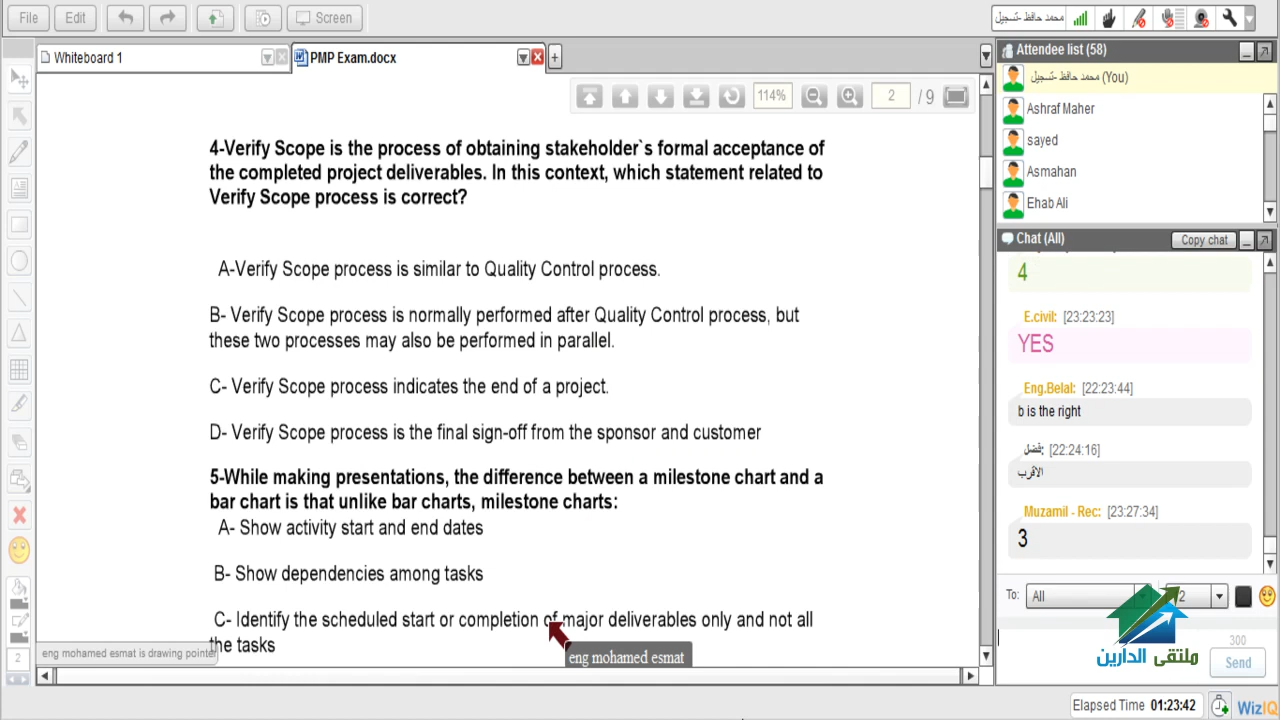 File
Edit
Screen
محمد حافظ -تسجيل
Whiteboard 1
PMP Exam.docx
+
114%
2
/ 9
4-Verify Scope is the process of obtaining stakeholder`s formal acceptance of
the completed project deliverables. In this context, which statement related to
Verify Scope process is correct?
A-Verify Scope process is similar to Quality Control process.
B- Verify Scope process is normally performed after Quality Control process, but
these two processes may also be performed in parallel.
C- Verify Scope process indicates the end of a project.
D- Verify Scope process is the final sign-off from the sponsor and customer
5-While making presentations, the difference between a milestone chart and a
bar chart is that unlike bar charts, milestone charts:
A- Show activity start and end dates
B- Show dependencies among tasks
C- Identify the scheduled start or completion of major deliverables only and not all
the tasks
eng mohamed esmat is drawing pointer
eng mohamed esmat
2
Attendee list (58)
محمد حافظ -تسجيل (You)
Ashraf Maher
sayed
Asmahan
Ehab Ali
Chat (All)
Copy chat
4
E.civil: [23:23:23]
YES
Eng.Belal: [22:23:44]
b is the right
فضل: [22:24:16]
الاقرب
Muzamil - Rec: [23:27:34]
3
To:
All
2
300
Send
ملتقى الدارين
Elapsed Time 01:23:42
WizIQ